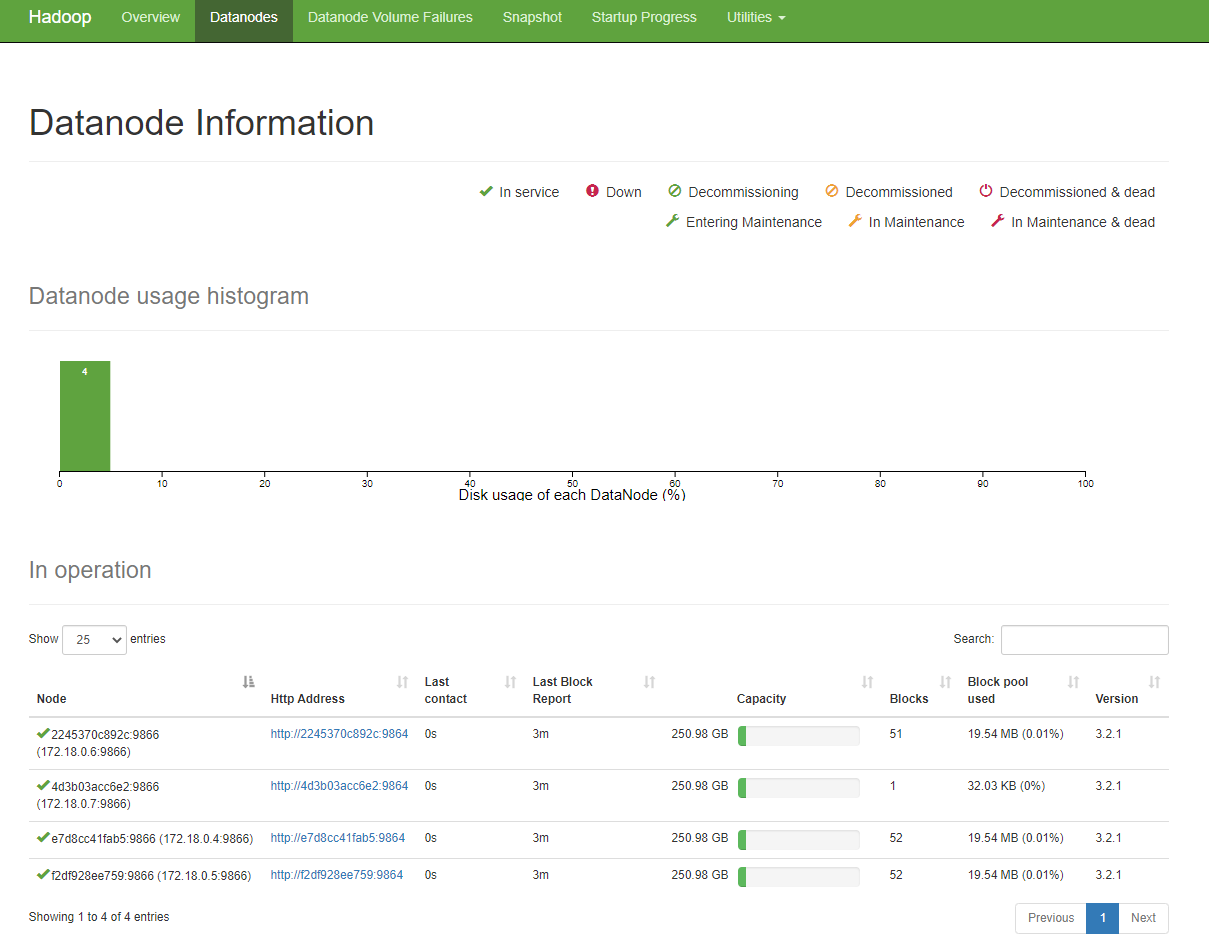 Hadoop Overview Datanodes Datanode Volume Failures Snapshot Startup Progress Utilities
Datanode Information
In service Down Decommissioning Decommissioned Decommissioned & dead
Entering Maintenance In Maintenance In Maintenance & dead
Datanode usage histogram
4
0 10 20 30 40 50 60 70 80 90 100
Disk usage of each DataNode (%)
In operation
Show 25 entries Search:
Node Http Address Last contact Last Block Report Capacity Blocks Block pool used Version
2245370c892c:9866 http://2245370c892c:9864 0s 3m 250.98 GB 51 19.54 MB (0.01%) 3.2.1
(172.18.0.6:9866)
4d3b03acc6e2:9866 http://4d3b03acc6e2:9864 0s 3m 250.98 GB 1 32.03 KB (0%) 3.2.1
(172.18.0.7:9866)
e7d8cc41fab5:9866 (172.18.0.4:9866) http://e7d8cc41fab5:9864 0s 3m 250.98 GB 52 19.54 MB (0.01%) 3.2.1
f2df928ee759:9866 (172.18.0.5:9866) http://f2df928ee759:9864 0s 3m 250.98 GB 52 19.54 MB (0.01%) 3.2.1
Showing 1 to 4 of 4 entries Previous 1 Next